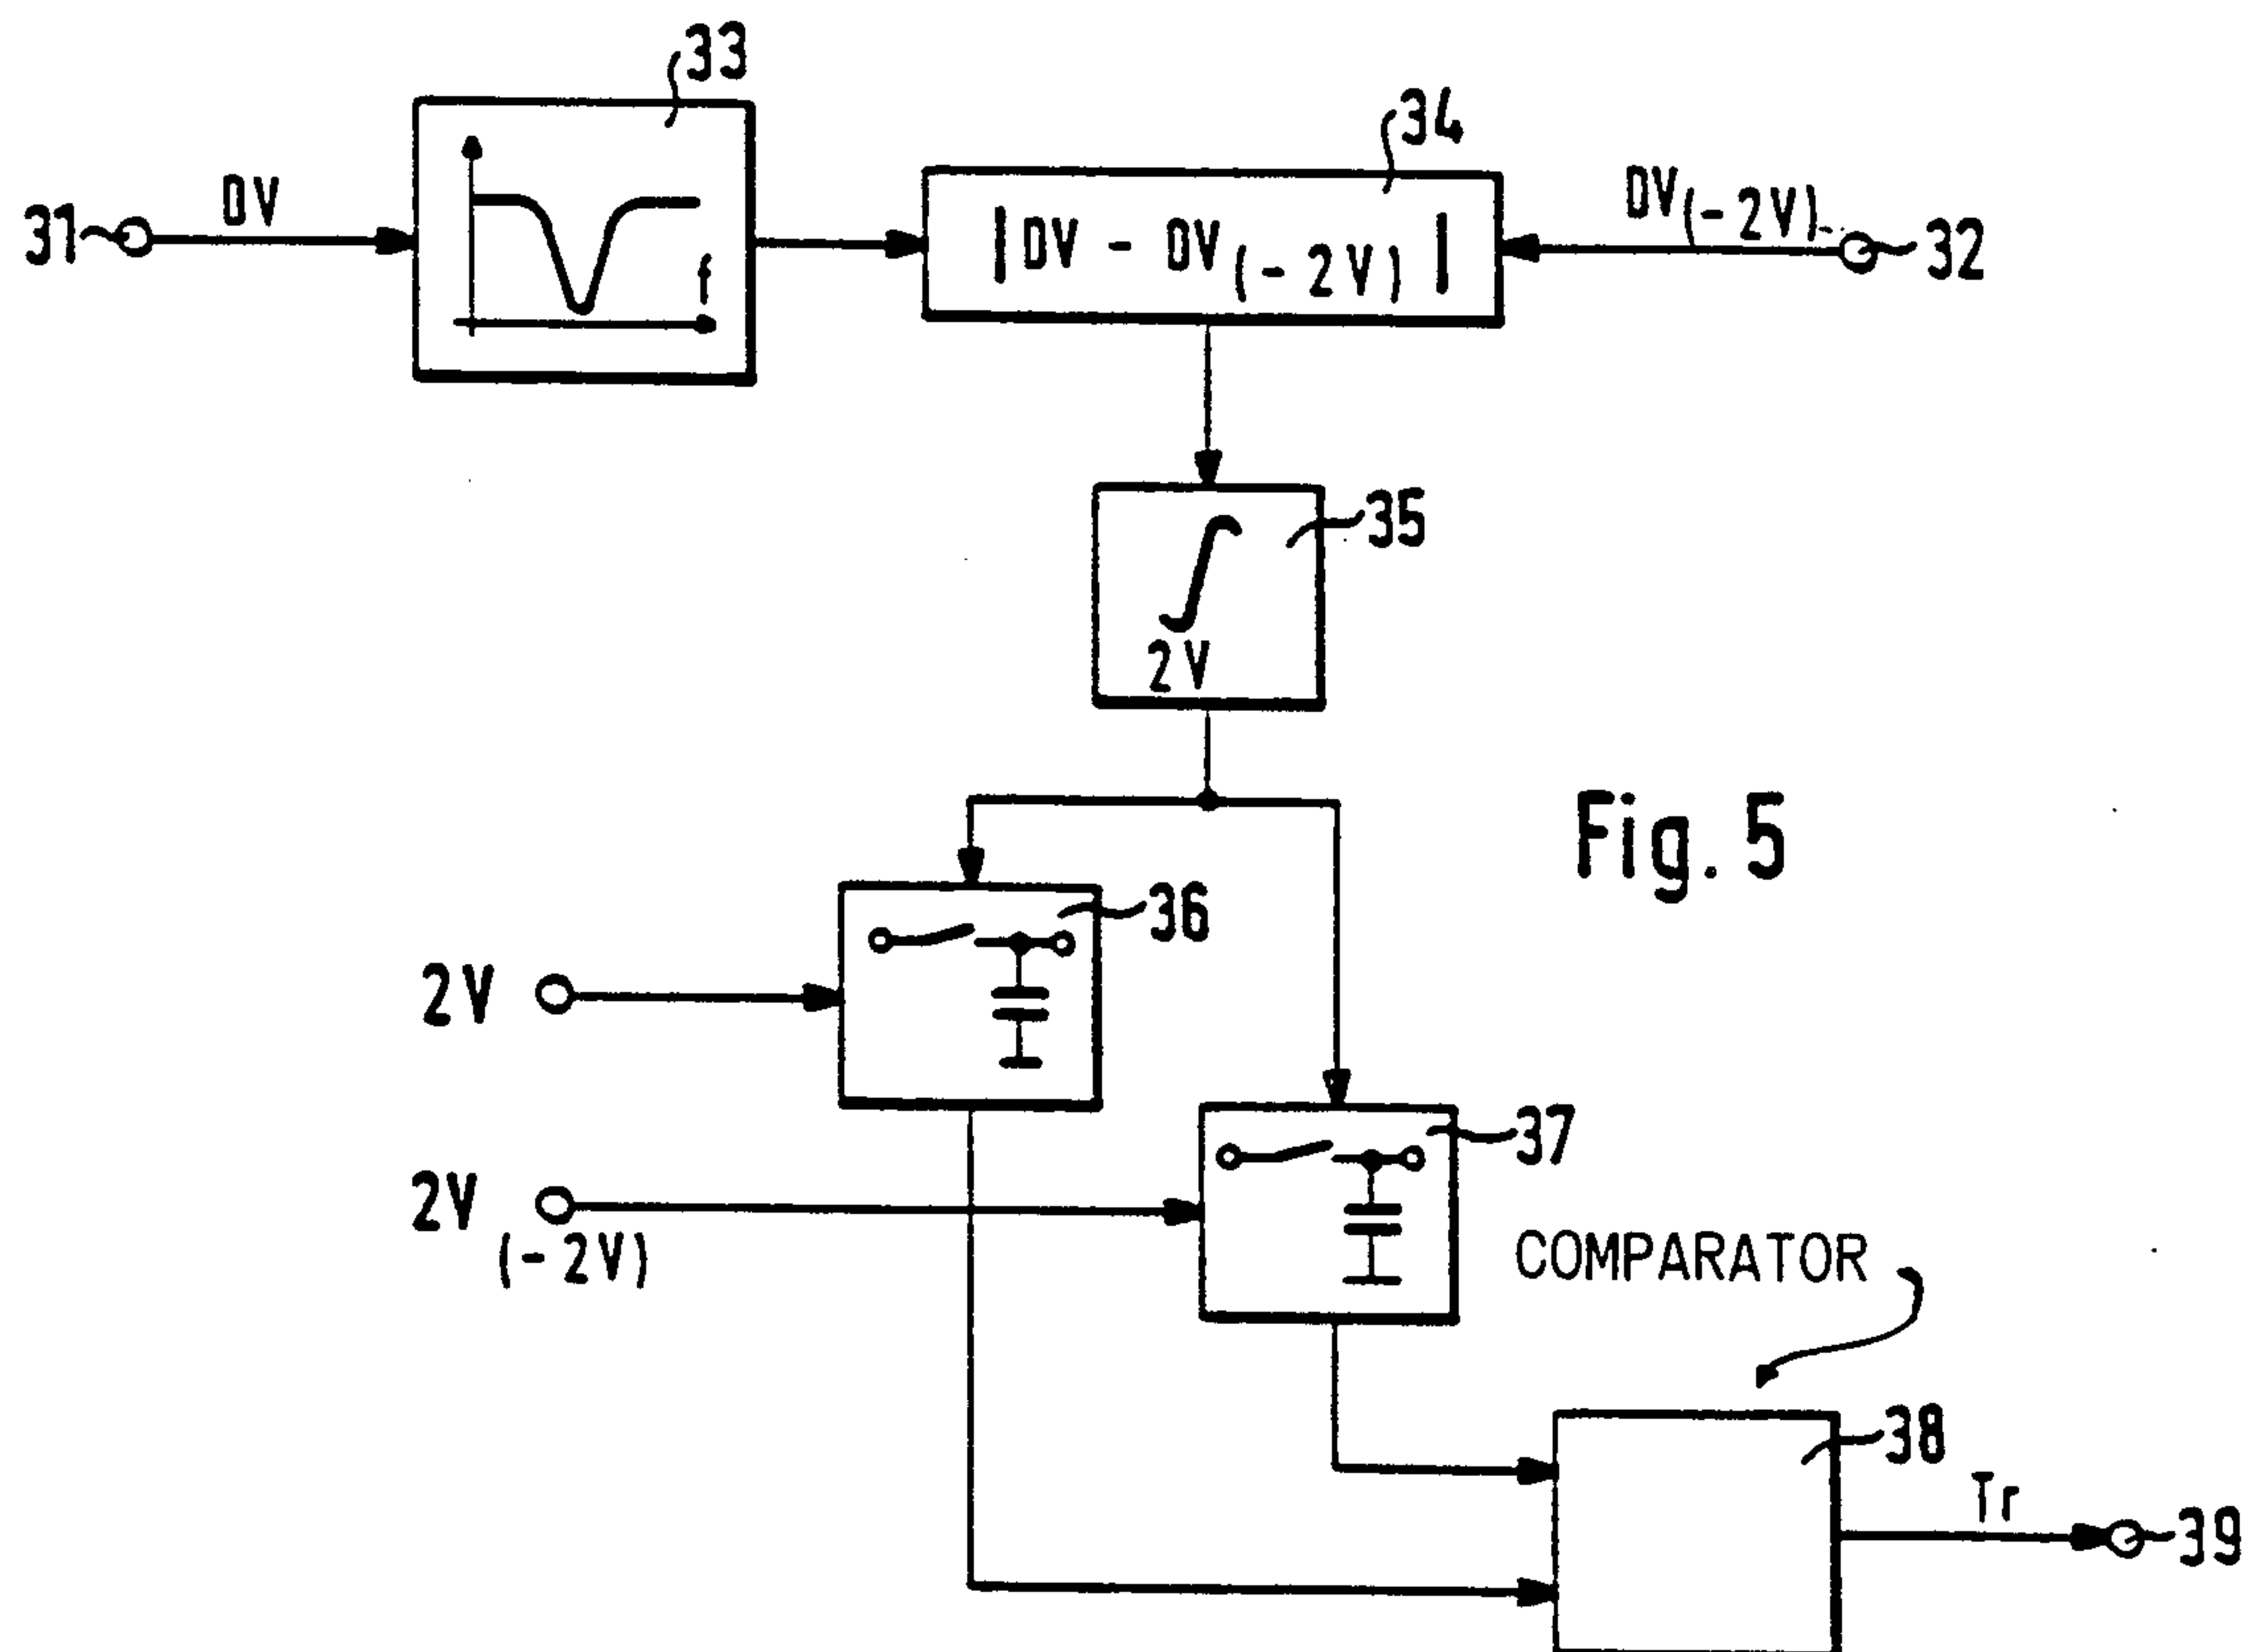 33
34
31
DV
f
| DV - DV(- 2V) |
DV(- 2V)
32
35
2V
Fig. 5
36
2V
37
2V(- 2V)
COMPARATOR
38
Tr
39